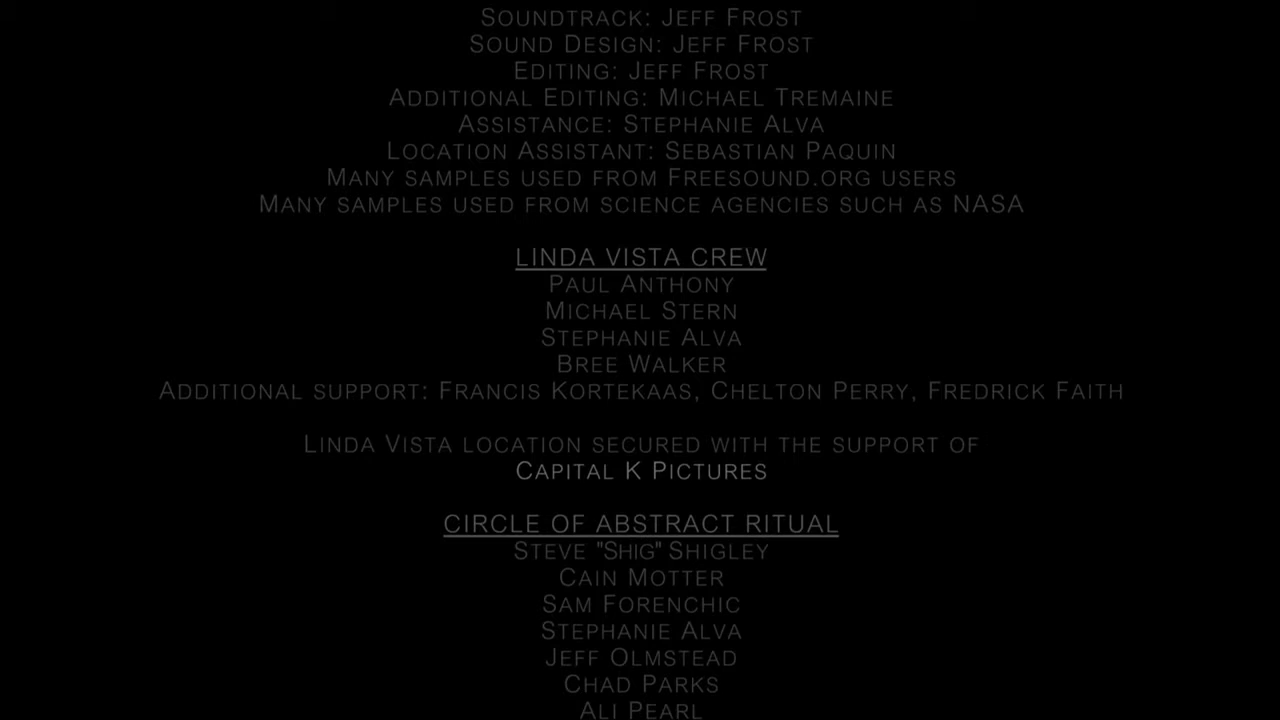 Soundtrack: Jeff Frost
Sound Design: Jeff Frost
Editing: Jeff Frost
Additional Editing: Michael Tremaine
Assistance: Stephanie Alva
Location Assistant: Sebastian Paquin
Many samples used from Freesound.org users
Many samples used from science agencies such as NASA
LINDA VISTA CREW
Paul Anthony
Michael Stern
Stephanie Alva
Bree Walker
Additional support: Francis Kortekaas, Chelton Perry, Fredrick Faith
Linda Vista location secured with the support of
Capital K Pictures
CIRCLE OF ABSTRACT RITUAL
Steve "Shig" Shigley
Cain Motter
Sam Forenchic
Stephanie Alva
Jeff Olmstead
Chad Parks
Ali Pearl